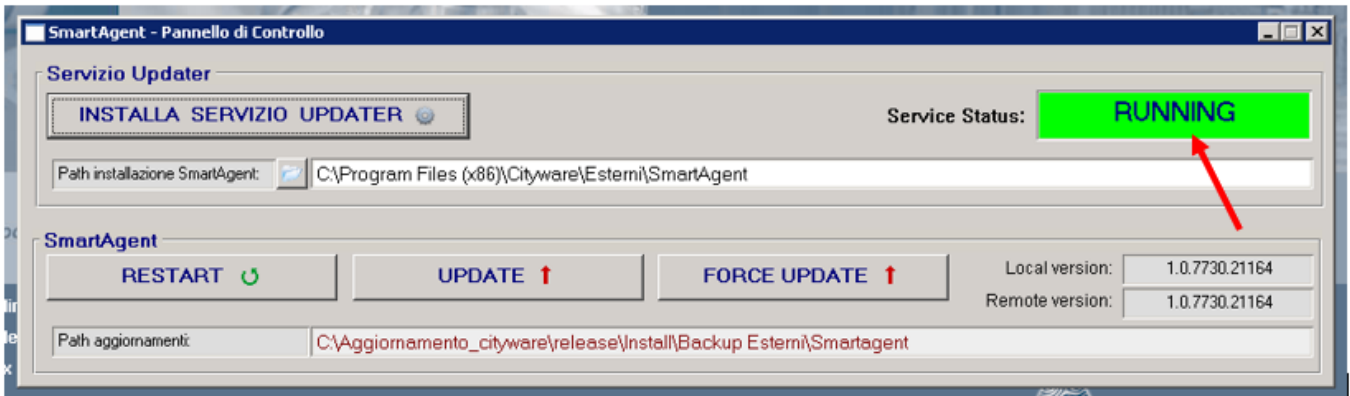 SmartAgent - Pannello di Controllo
Servizio Updater
INSTALLA SERVIZIO UPDATER
Service Status: RUNNING
Path installazione SmartAgent: C:\Program Files (x86)\Cityware\Esterni\SmartAgent
SmartAgent
RESTART UPDATE FORCE UPDATE
Local version: 1.0.7730.21164
Remote version: 1.0.7730.21164
Path aggiornamenti: C:\Aggiornamento_cityware\release\Install\Backup Esterni\Smartagent